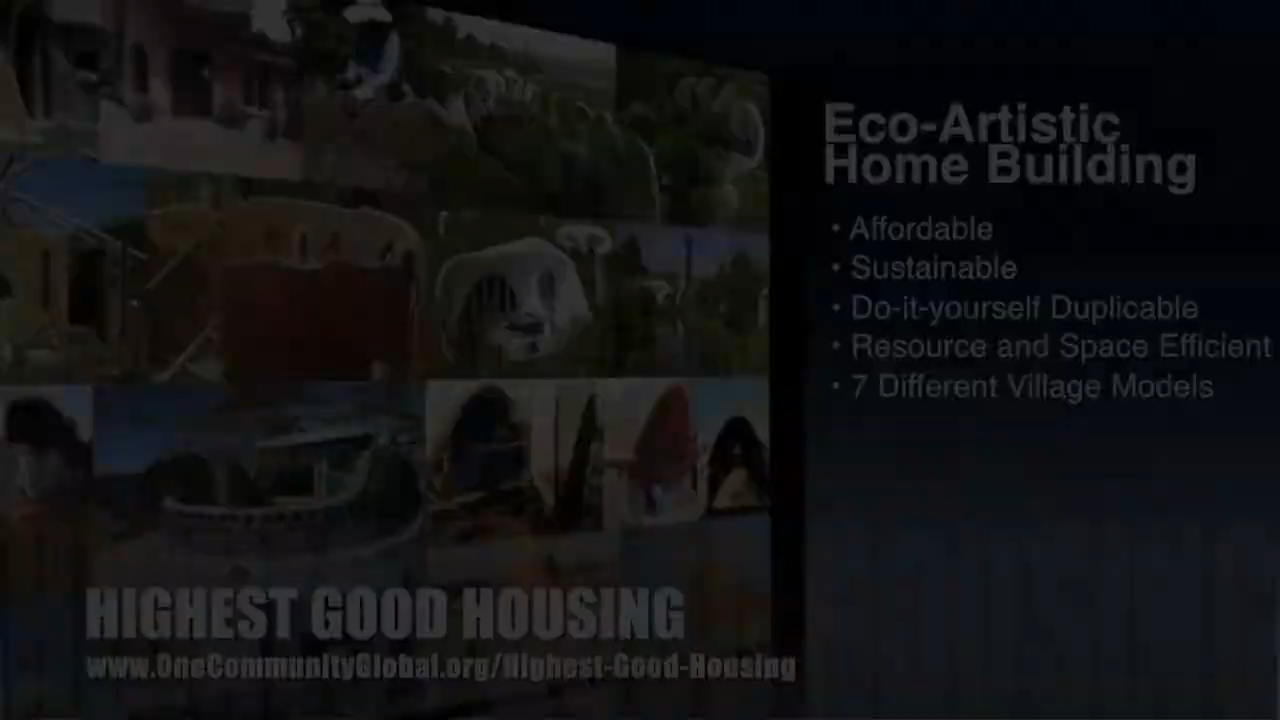 Eco-Artistic
Home Building
• Affordable
• Sustainable
• Do-it-yourself Duplicable
• Resource and Space Efficient
• 7 Different Village Models
HIGHEST GOOD HOUSING
www.OneCommunityGlobal.org/Highest-Good-Housing